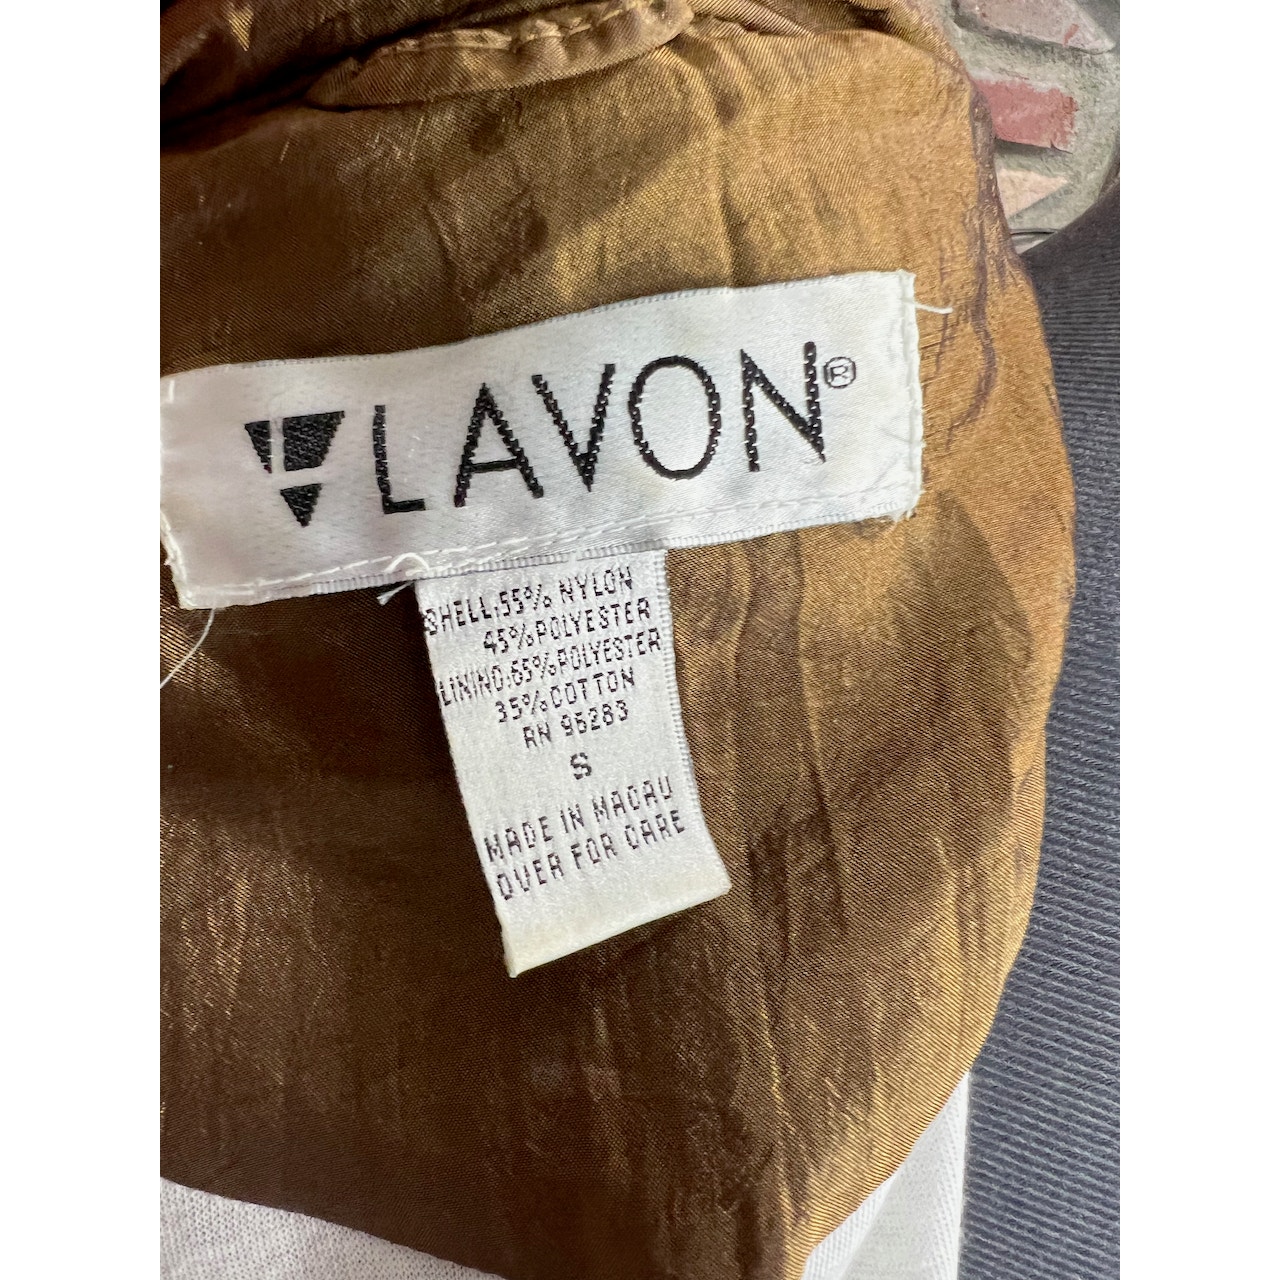 LAVON®
SHELL:55% NYLON
45%POLYESTER
LINING:65%POLYESTER
35%COTTON
RN 96283
S
MADE IN MACAU
OVER FOR CARE